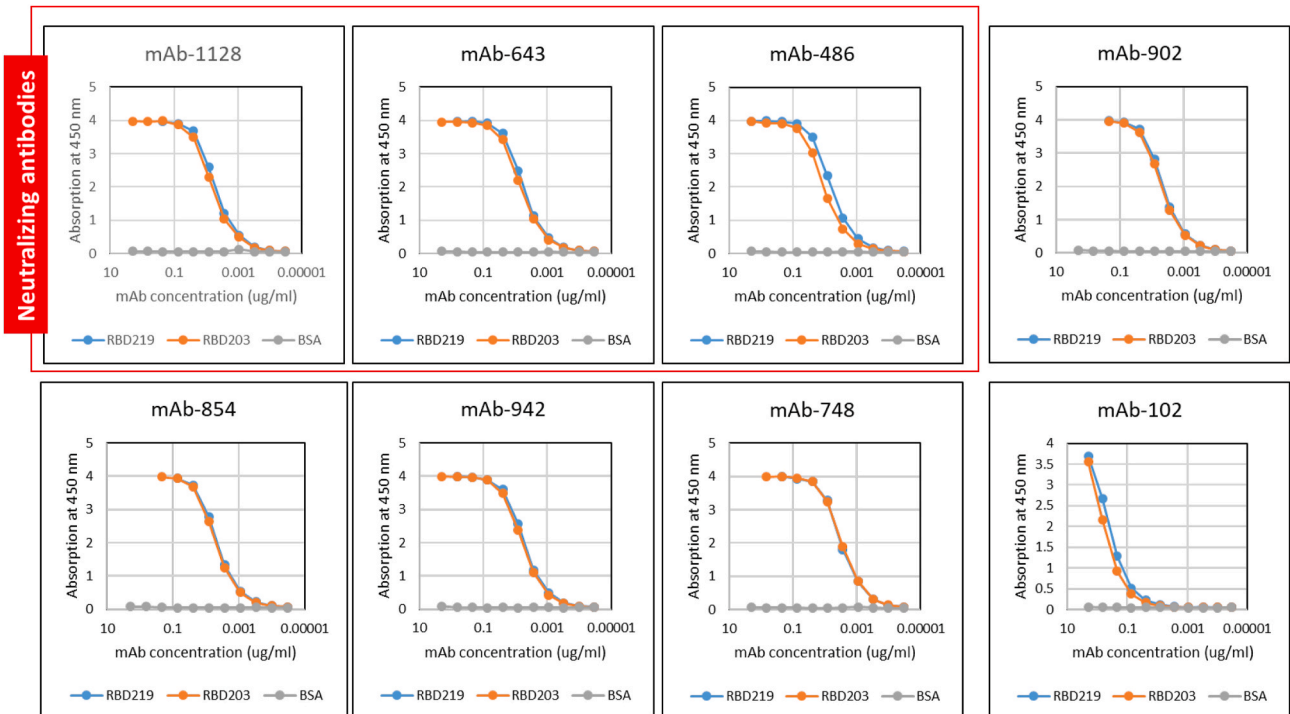 Neutralizing antibodies
mAb-1128
Absorption at 450 nm
5
4
3
2
1
0
10 0.1 0.001 0.00001
mAb concentration (ug/ml)
RBD219 RBD203 BSA
mAb-643
Absorption at 450 nm
5
4
3
2
1
0
10 0.1 0.001 0.00001
mAb concentration (ug/ml)
RBD219 RBD203 BSA
mAb-486
Absorption at 450 nm
5
4
3
2
1
0
10 0.1 0.001 0.00001
mAb concentration (ug/ml)
RBD219 RBD203 BSA
mAb-902
Absorption at 450 nm
5
4
3
2
1
0
10 0.1 0.001 0.00001
mAb concentration (ug/ml)
RBD219 RBD203 BSA
mAb-854
Absorption at 450 nm
5
4
3
2
1
0
10 0.1 0.001 0.00001
mAb concentration (ug/ml)
RBD219 RBD203 BSA
mAb-942
Absorption at 450 nm
5
4
3
2
1
0
10 0.1 0.001 0.00001
mAb concentration (ug/ml)
RBD219 RBD203 BSA
mAb-748
Absorption at 450 nm
5
4
3
2
1
0
10 0.1 0.001 0.00001
mAb concentration (ug/ml)
RBD219 RBD203 BSA
mAb-102
Absorption at 450 nm
4
3.5
3
2.5
2
1.5
1
0.5
0
10 0.1 0.001 0.00001
mAb concentration (ug/ml)
RBD219 RBD203 BSA